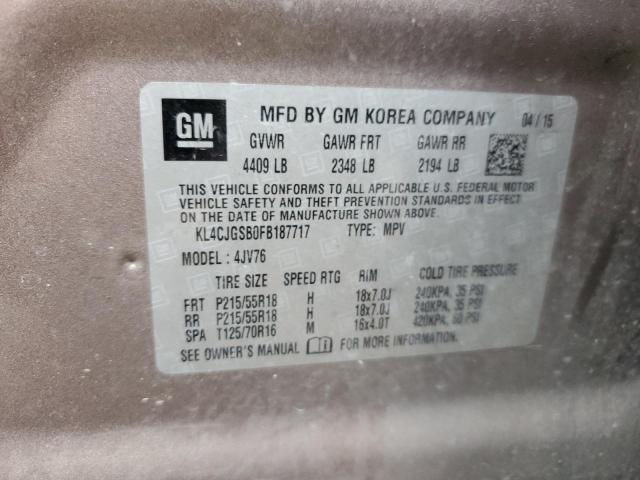 GM
MFD BY GM KOREA COMPANY 04/15
GVWR GAWR FRT GAWR RR
4409 LB 2348 LB 2194 LB
THIS VEHICLE CONFORMS TO ALL APPLICABLE U.S. FEDERAL MOTOR
VEHICLE SAFETY AND THEFT PREVENTION STANDARDS IN EFFECT
ON THE DATE OF MANUFACTURE SHOWN ABOVE.
KL4CJGSB0FB187717 TYPE: MPV
MODEL: 4JV76
TIRE SIZE SPEED RTG RIM COLD TIRE PRESSURE
FRT P215/55R18 H 18x7.0J 240KPA, 35 PSI
RR P215/55R18 H 18x7.0J 240KPA, 35 PSI
SPA T125/70R16 M 16x4.0T 420KPA, 60 PSI
SEE OWNER'S MANUAL FOR MORE INFORMATION